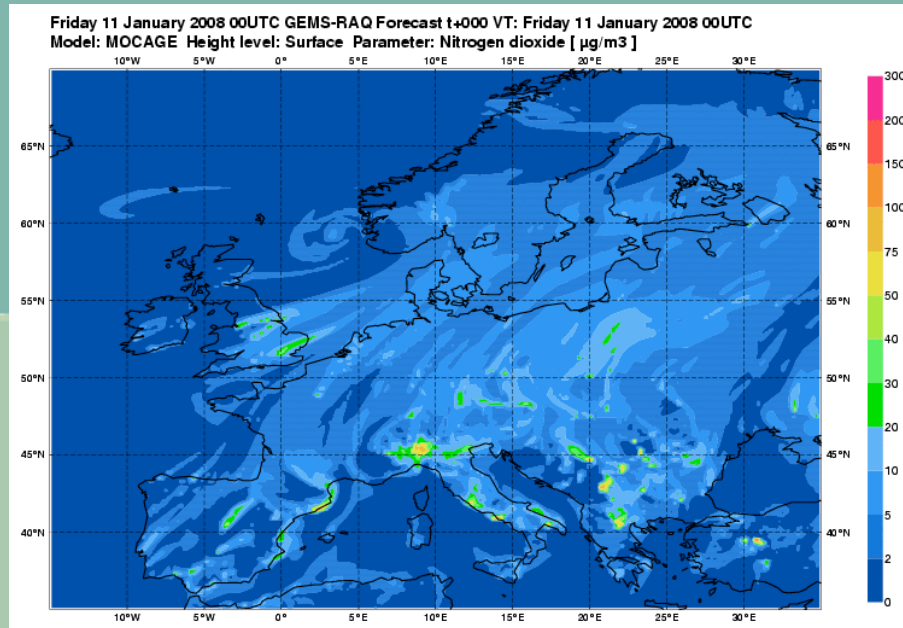 Friday 11 January 2008 00UTC GEMS-RAQ Forecast t+000 VT: Friday 11 January 2008 00UTC
Model: MOCAGE Height level: Surface Parameter: Nitrogen dioxide [ µg/m3 ]
10°W 5°W 0° 5°E 10°E 15°E 20°E 25°E 30°E
300
65°N 65°N
200
150
60°N 60°N
100
75
55°N 55°N
50
40
50°N 50°N
30
20
45°N 45°N
10
40°N 40°N
5
2
0
10°W 5°W 0° 5°E 10°E 15°E 20°E 25°E 30°E